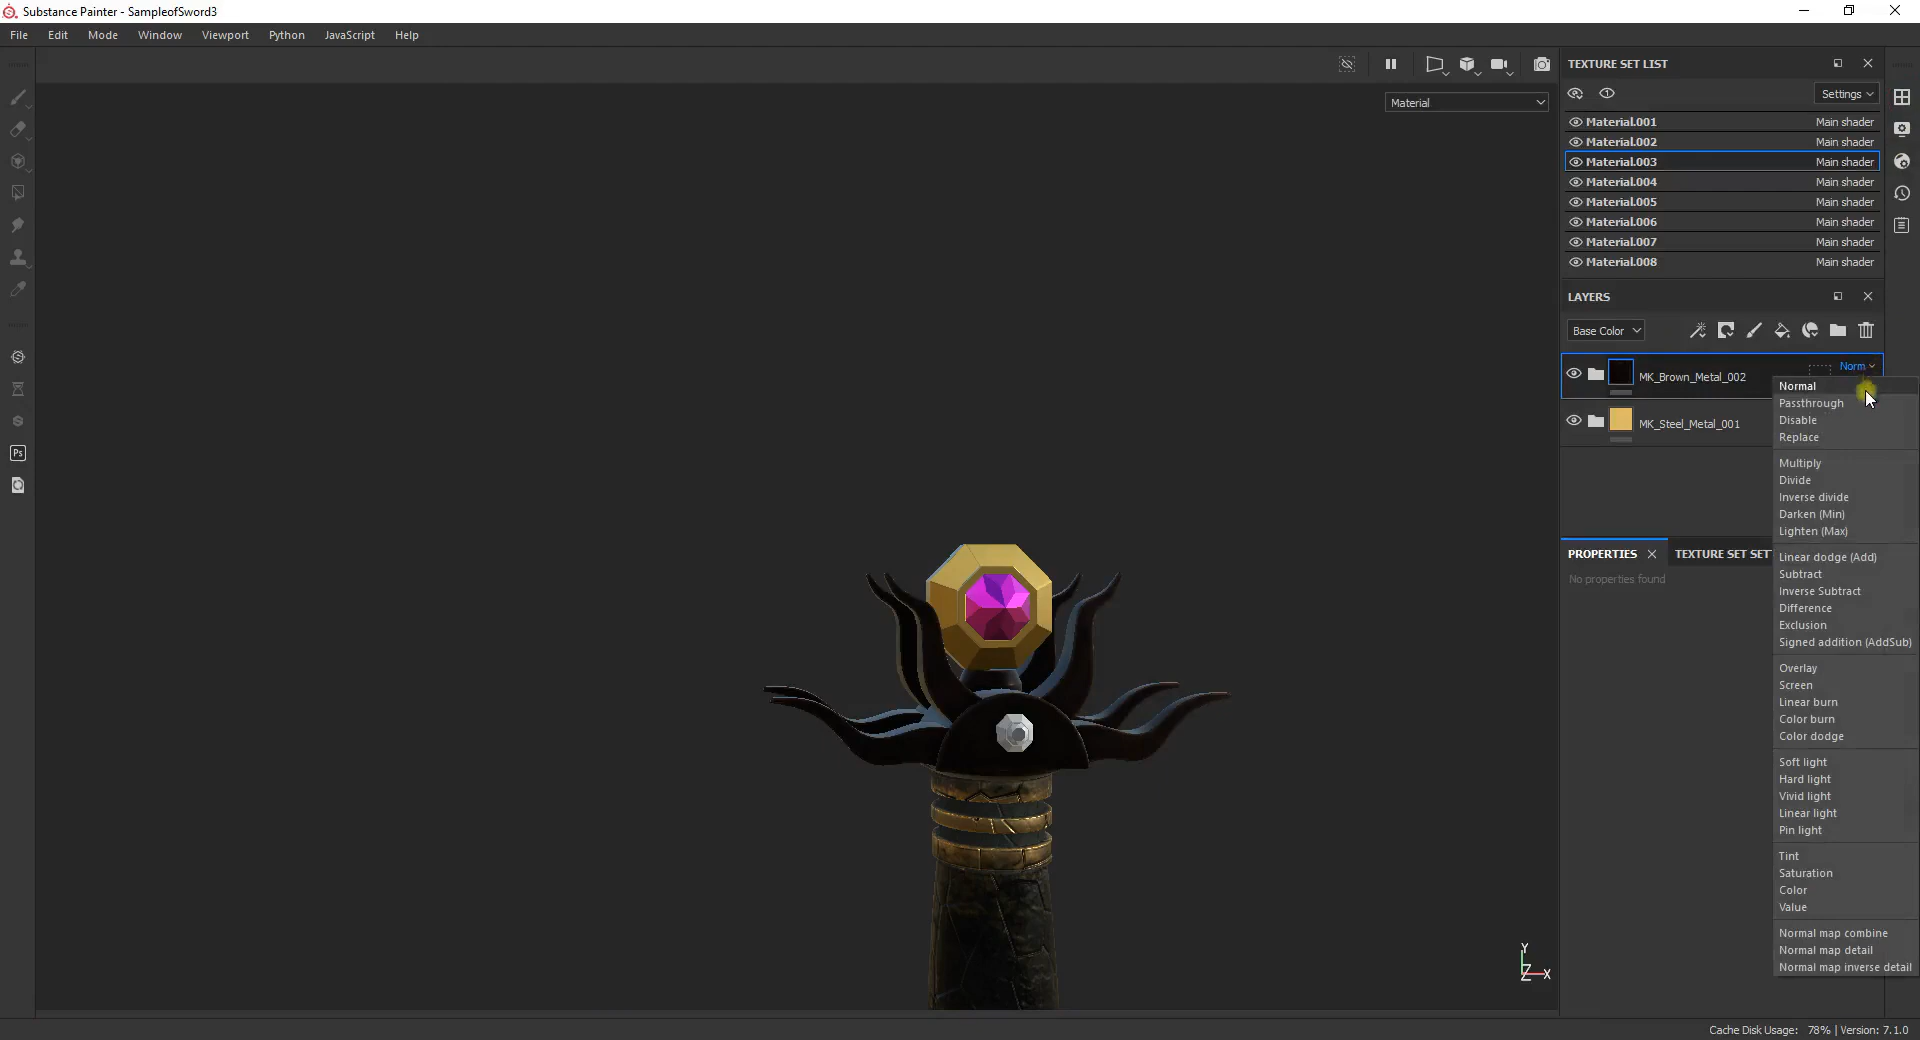 Substance Painter - SampleofSword3
File Edit Mode Window Viewport Python JavaScript Help
Material
TEXTURE SET LIST
Settings
Material.001 Main shader
Material.002 Main shader
Material.003 Main shader
Material.004 Main shader
Material.005 Main shader
Material.006 Main shader
Material.007 Main shader
Material.008 Main shader
LAYERS
Base Color
Norm
MK_Brown_Metal_002
MK_Steel_Metal_001
Normal
Passthrough
Disable
Replace
Multiply
Divide
Inverse divide
Darken (Min)
Lighten (Max)
Linear dodge (Add)
Subtract
Inverse Subtract
Difference
Exclusion
Signed addition (AddSub)
Overlay
Screen
Linear burn
Color burn
Color dodge
Soft light
Hard light
Vivid light
Linear light
Pin light
Tint
Saturation
Color
Value
Normal map combine
Normal map detail
Normal map inverse detail
PROPERTIES TEXTURE SET SET
No properties found
Ps
Y
Z X
Cache Disk Usage: 78% | Version: 7.1.0